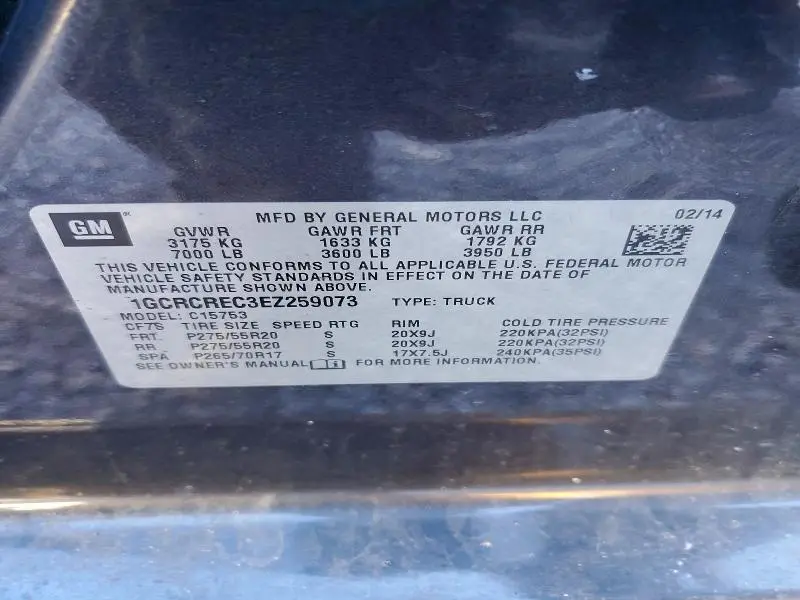 GM
MFD BY GENERAL MOTORS LLC 02/14
GVWR GAWR FRT GAWR RR
3175 KG 1633 KG 1792 KG
7000 LB 3600 LB 3950 LB
THIS VEHICLE CONFORMS TO ALL APPLICABLE U.S. FEDERAL MOTOR
VEHICLE SAFETY STANDARDS IN EFFECT ON THE DATE OF
MANUFACTURE SHOWN ABOVE.
1GCRCREC3EZ259073 TYPE: TRUCK
MODEL: C15753
CF7S TIRE SIZE SPEED RTG RIM COLD TIRE PRESSURE
FRT. P275/55R20 S 20X9J 220KPA(32PSI)
RR. P275/55R20 S 20X9J 220KPA(32PSI)
SPA P265/70R17 S 17X7.5J 240KPA(35PSI)
SEE OWNER'S MANUAL FOR MORE INFORMATION.